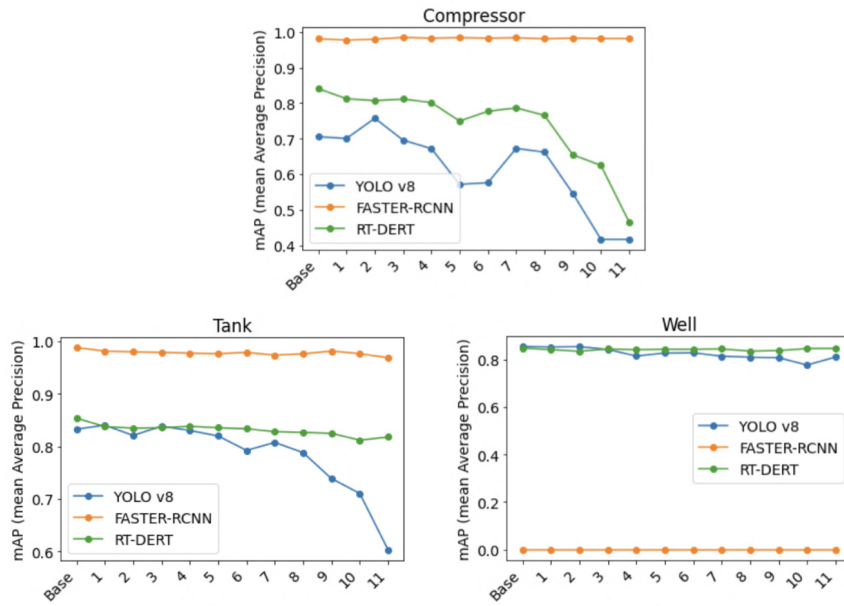 Compressor
mAP (mean Average Precision)
1.0
0.9
0.8
0.7
0.6
0.5
0.4
YOLO v8
FASTER-RCNN
RT-DERT
Base 1 2 3 4 5 6 7 8 9 10 11
Tank
mAP (mean Average Precision)
1.0
0.9
0.8
0.7
0.6
YOLO v8
FASTER-RCNN
RT-DERT
Base 1 2 3 4 5 6 7 8 9 10 11
Well
mAP (mean Average Precision)
0.8
0.6
0.4
0.2
0.0
YOLO v8
FASTER-RCNN
RT-DERT
Base 1 2 3 4 5 6 7 8 9 10 11